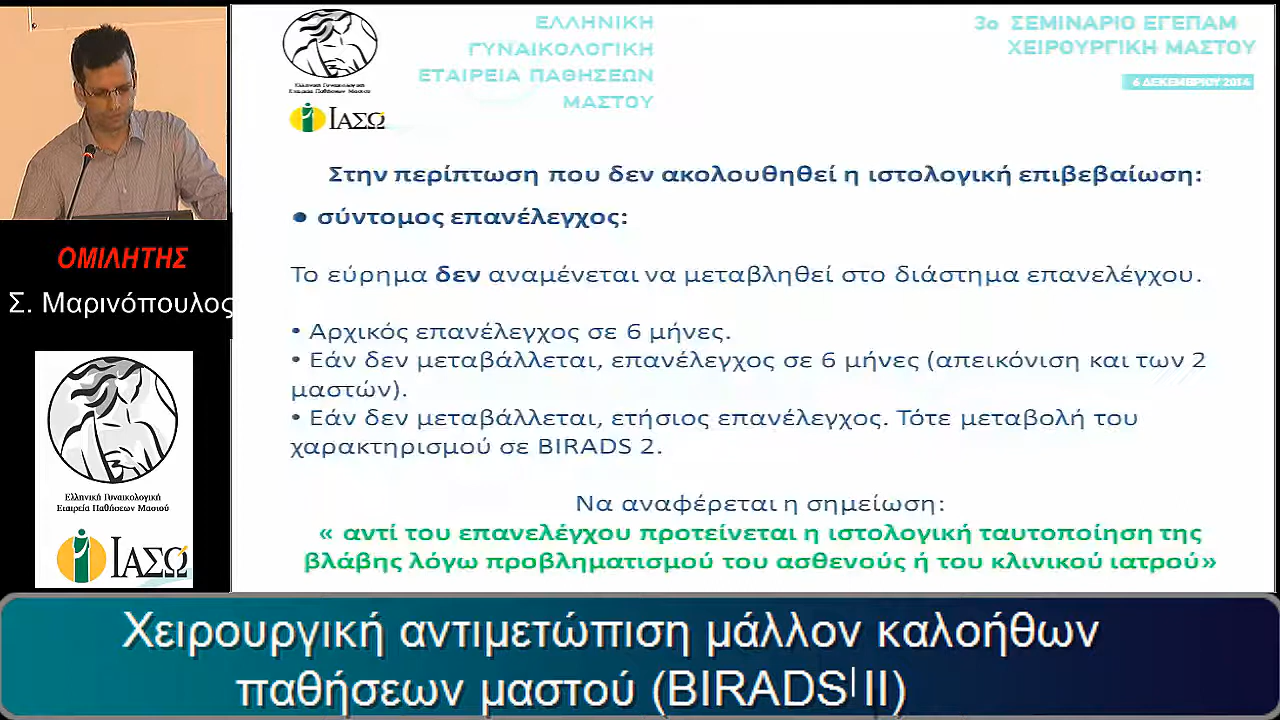 ΕΛΛΗΝΙΚΗ
ΓΥΝΑΙΚΟΛΟΓΙΚΗ
ΕΤΑΙΡΕΙΑ ΠΑΘΗΣΕΩΝ
ΜΑΣΤΟΥ
3ο ΣΕΜΙΝΑΡΙΟ ΕΓΕΠΑΜ
ΧΕΙΡΟΥΡΓΙΚΗ ΜΑΣΤΟΥ
6 ΔΕΚΕΜΒΡΙΟΥ 2014
Ελληνική Γυναικολογική
Εταιρεία Παθήσεων Μαστού
ΙΑΣΩ
Στην περίπτωση που δεν ακολουθηθεί η ιστολογική επιβεβαίωση:
● σύντομος επανέλεγχος:
Το εύρημα δεν αναμένεται να μεταβληθεί στο διάστημα επανελέγχου.
• Αρχικός επανέλεγχος σε 6 μήνες.
• Εάν δεν μεταβάλλεται, επανέλεγχος σε 6 μήνες (απεικόνιση και των 2
μαστών).
• Εάν δεν μεταβάλλεται, ετήσιος επανέλεγχος. Τότε μεταβολή του
χαρακτηρισμού σε BIRADS 2.
Να αναφέρεται η σημείωση:
« αντί του επανελέγχου προτείνεται η ιστολογική ταυτοποίηση της
βλάβης λόγω προβληματισμού του ασθενούς ή του κλινικού ιατρού»
ΟΜΙΛΗΤΗΣ
Σ. Μαρινόπουλος
Ελληνική Γυναικολογική
Εταιρεία Παθήσεων Μαστού
ΙΑΣΩ
Χειρουργική αντιμετώπιση μάλλον καλοήθων
παθήσεων μαστού (BIRADS II)